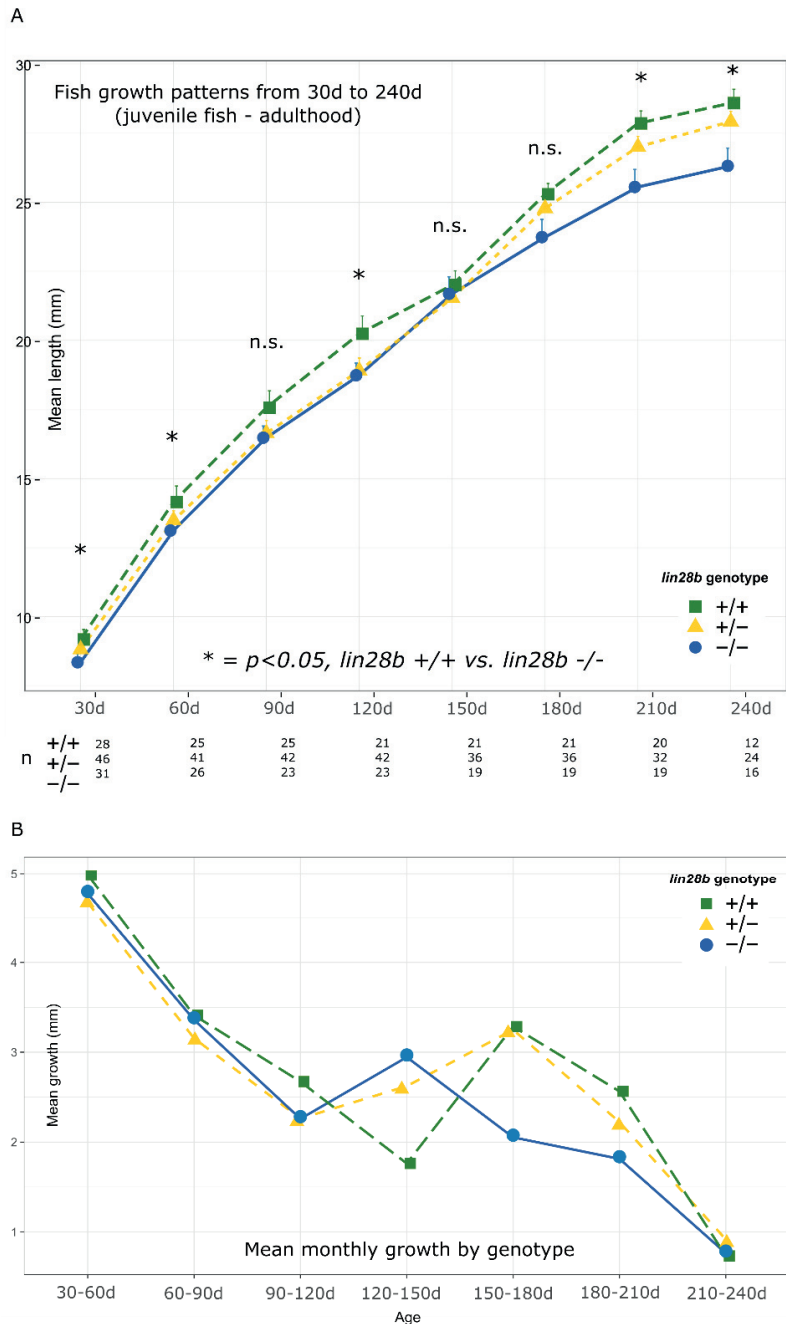 A
Fish growth patterns from 30d to 240d
(juvenile fish - adulthood)
Mean length (mm)
30
25
20
15
10
*
*
n.s.
*
n.s.
n.s.
*
*
lin28b genotype
+/+
+/−
−/−
* = p<0.05, lin28b +/+ vs. lin28b -/-
30d 60d 90d 120d 150d 180d 210d 240d
n
+/+ 28 25 25 21 21 21 20 12
+/− 46 41 42 42 36 36 32 24
−/− 31 26 23 23 19 19 19 16
B
Mean growth (mm)
5
4
3
2
1
lin28b genotype
+/+
+/−
−/−
Mean monthly growth by genotype
30-60d 60-90d 90-120d 120-150d 150-180d 180-210d 210-240d
Age